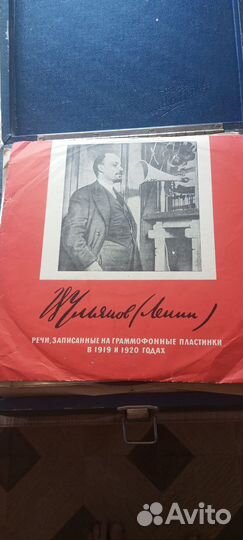 В. Ульянов (Ленин)
РЕЧИ, ЗАПИСАННЫЕ НА ГРАММОФОННЫЕ ПЛАСТИНКИ
В 1919 И 1920 ГОДАХ
Avito